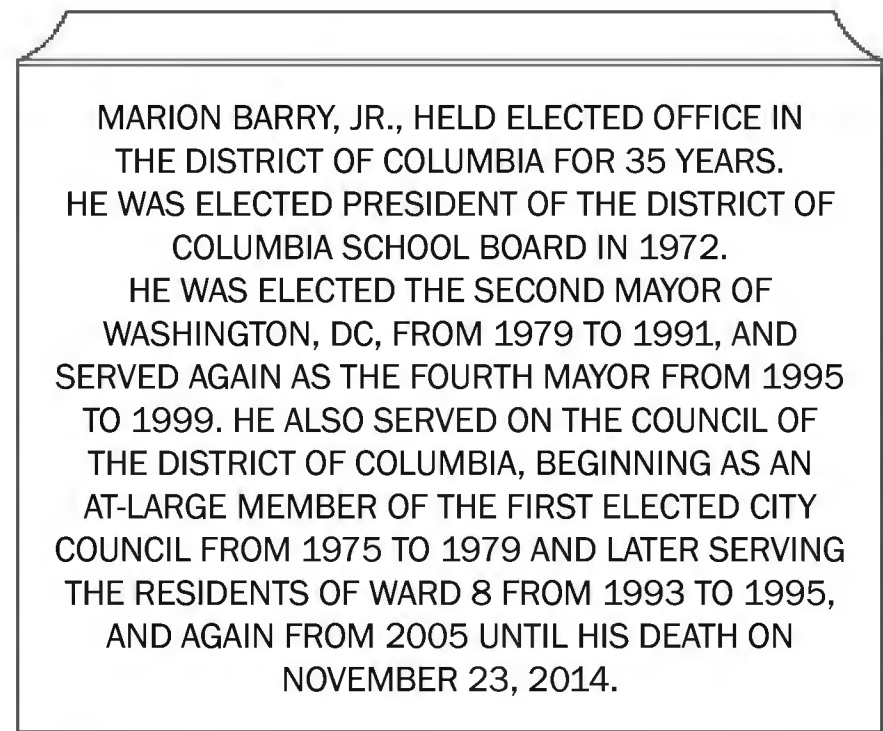 MARION BARRY, JR., HELD ELECTED OFFICE IN
THE DISTRICT OF COLUMBIA FOR 35 YEARS.
HE WAS ELECTED PRESIDENT OF THE DISTRICT OF
COLUMBIA SCHOOL BOARD IN 1972.
HE WAS ELECTED THE SECOND MAYOR OF
WASHINGTON, DC, FROM 1979 TO 1991, AND
SERVED AGAIN AS THE FOURTH MAYOR FROM 1995
TO 1999. HE ALSO SERVED ON THE COUNCIL OF
THE DISTRICT OF COLUMBIA, BEGINNING AS AN
AT-LARGE MEMBER OF THE FIRST ELECTED CITY
COUNCIL FROM 1975 TO 1979 AND LATER SERVING
THE RESIDENTS OF WARD 8 FROM 1993 TO 1995,
AND AGAIN FROM 2005 UNTIL HIS DEATH ON
NOVEMBER 23, 2014.